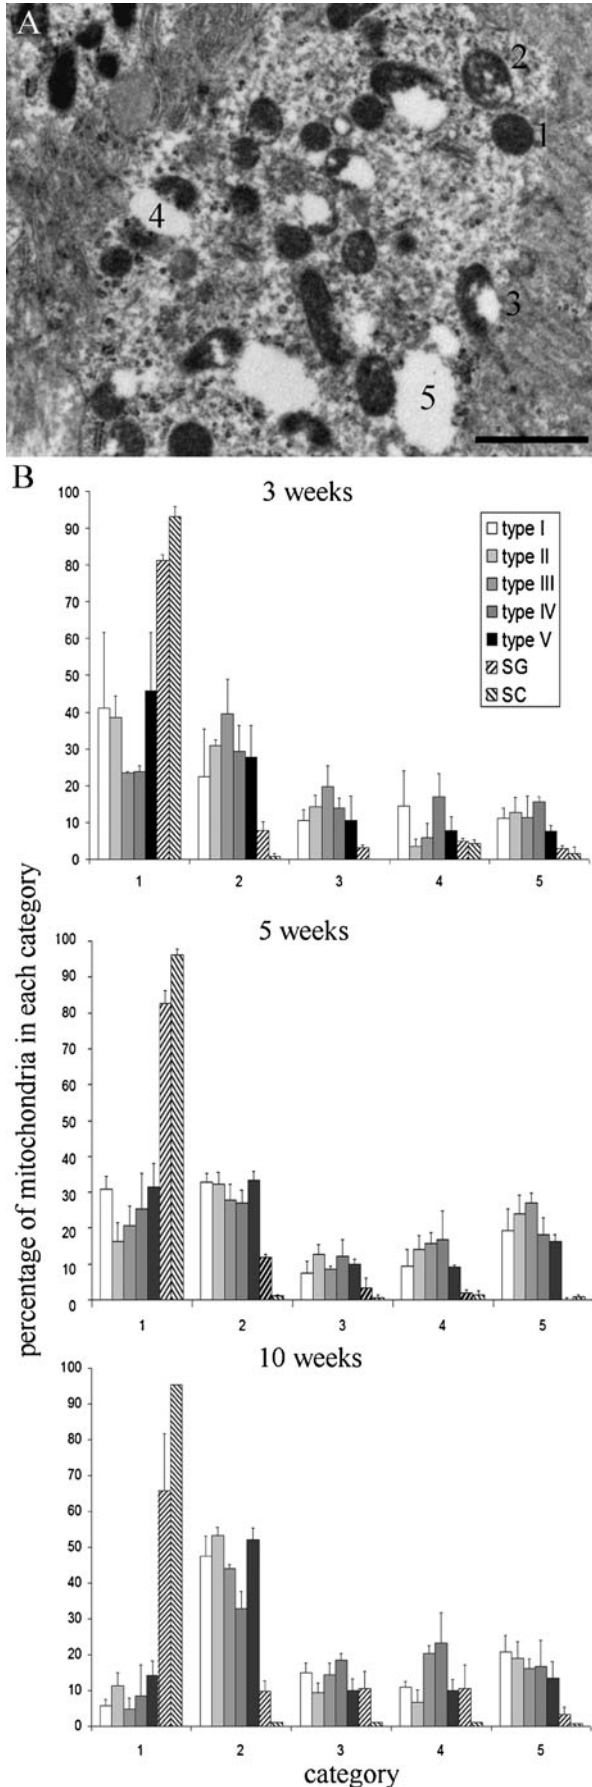 A
2
1
4
3
5
B
3 weeks
100
90
80
70
60
50
40
30
20
10
0
type I
type II
type III
type IV
type V
SG
SC
1 2 3 4 5
percentage of mitochondria in each category
5 weeks
100
90
80
70
60
50
40
30
20
10
0
1 2 3 4 5
10 weeks
100
90
80
70
60
50
40
30
20
10
0
1 2 3 4 5
category